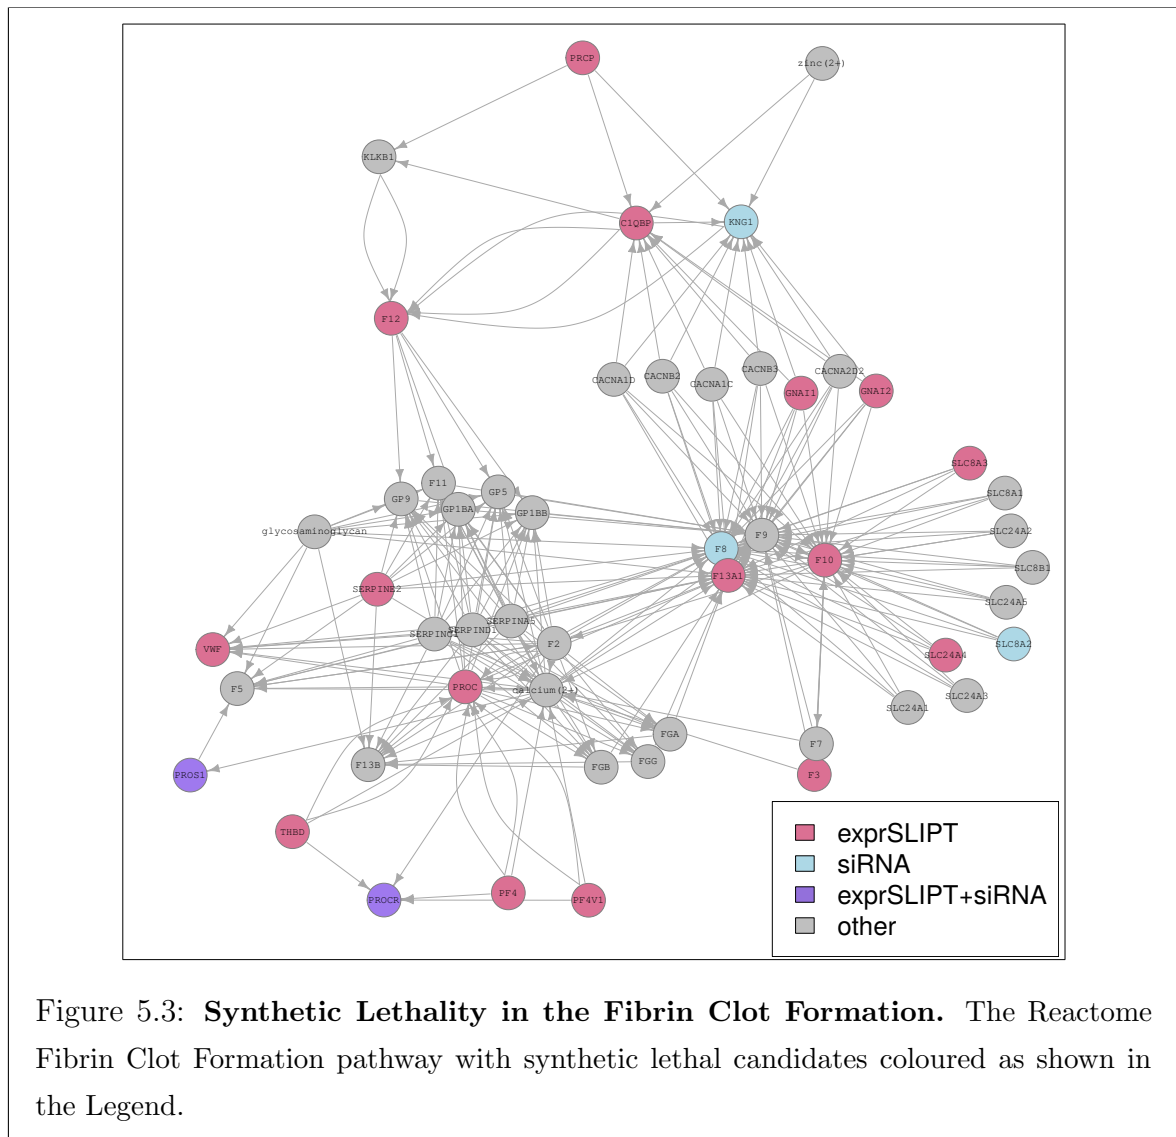 PRCP
zinc(2+)
KLKB1
C1QBP
KNG1
F12
CACNA1D
CACNB2
CACNA1C
CACNB3
GNAI1
CACNA2D2
GNAI2
SLC8A3
SLC8A1
SLC24A2
SLC8B1
SLC24A5
SLC8A2
SLC24A4
SLC24A3
SLC24A1
GP9
F11
GP1BA
GP5
GP1BB
glycosaminoglycan
F8
F9
F10
F13A1
SERPINE2
SERPINC1
SERPIND1
SERPINA5
F2
VWF
F5
PROC
calcium(2+)
PROS1
F13B
FGB
FGG
FGA
F7
F3
THBD
PROCR
PF4
PF4V1
exprSLIPT
siRNA
exprSLIPT+siRNA
other
Figure 5.3: Synthetic Lethality in the Fibrin Clot Formation. The Reactome
Fibrin Clot Formation pathway with synthetic lethal candidates coloured as shown in
the Legend.